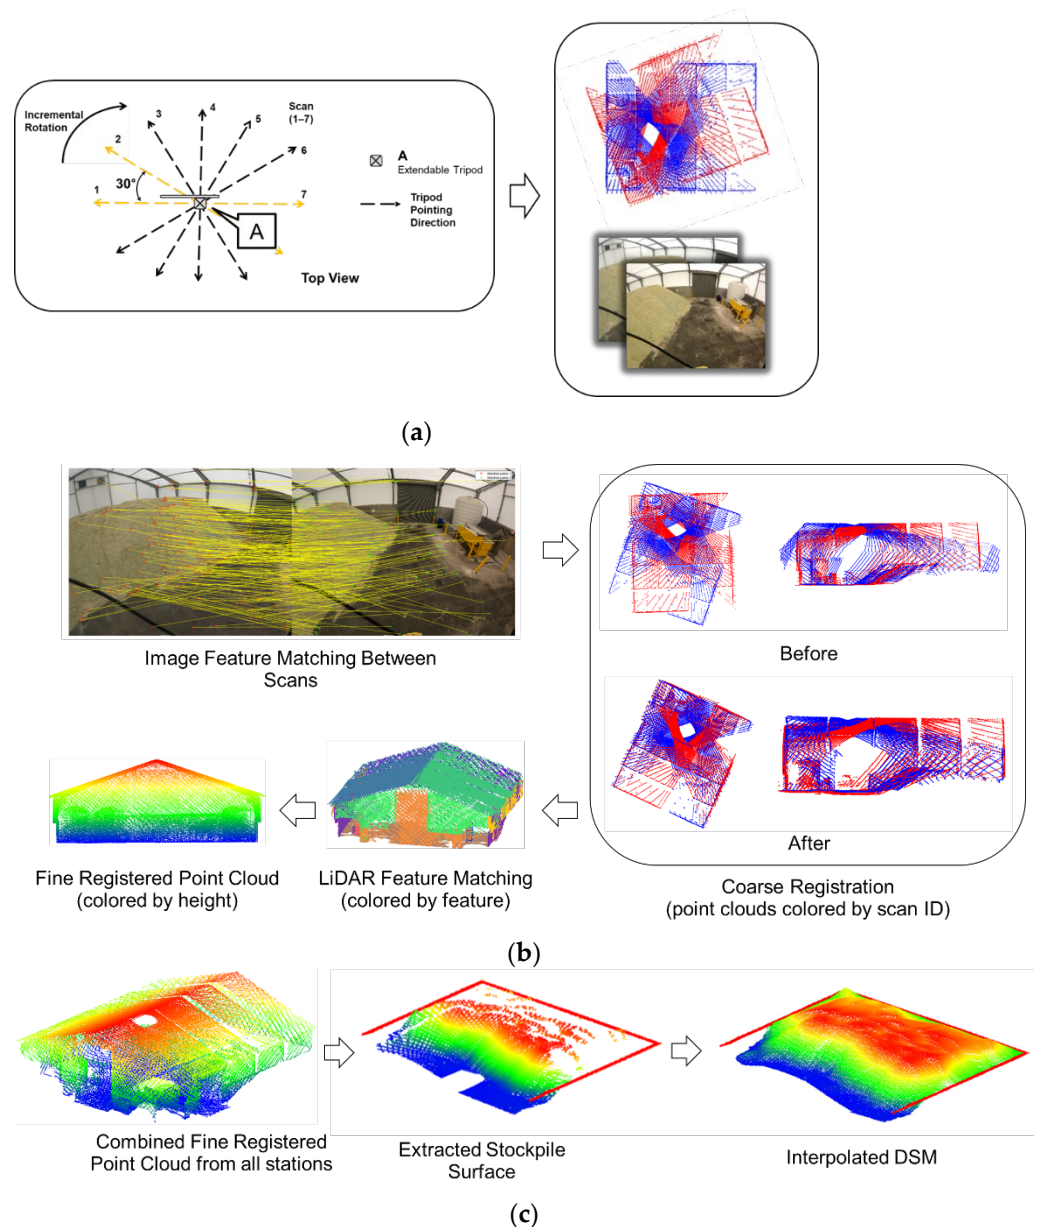 Incremental
Rotation
1
2
3
4
5
6
7
Scan
(1–7)
30°
A
A
Extendable Tripod
Tripod
Pointing
Direction
Top View
(a)
Image Feature Matching Between
Scans
Before
After
Coarse Registration
(point clouds colored by scan ID)
LiDAR Feature Matching
(colored by feature)
Fine Registered Point Cloud
(colored by height)
(b)
Combined Fine Registered
Point Cloud from all stations
Extracted Stockpile
Surface
Interpolated DSM
(c)